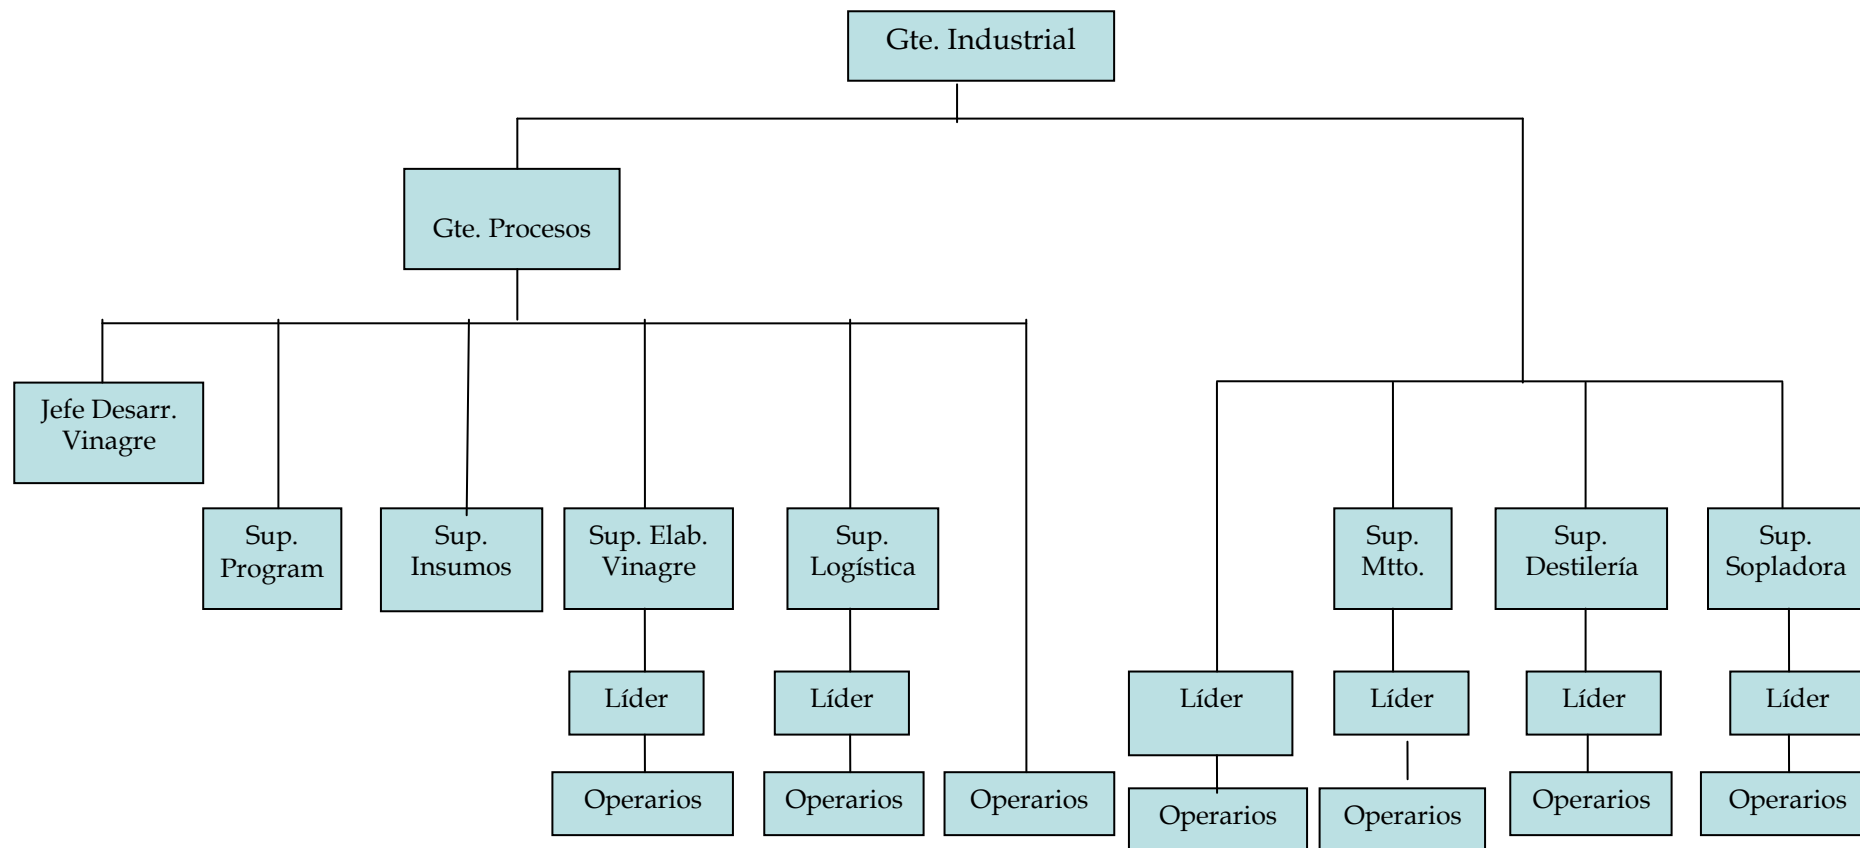 Gte. Industrial
Gte. Procesos
Jefe Desarr.
Vinagre
Sup.
Program
Sup.
Insumos
Sup. Elab.
Vinagre
Sup.
Logística
Sup.
Mtto.
Sup.
Destilería
Sup.
Sopladora
Líder
Líder
Líder
Líder
Líder
Líder
Operarios
Operarios
Operarios
Operarios
Operarios
Operarios
Operarios